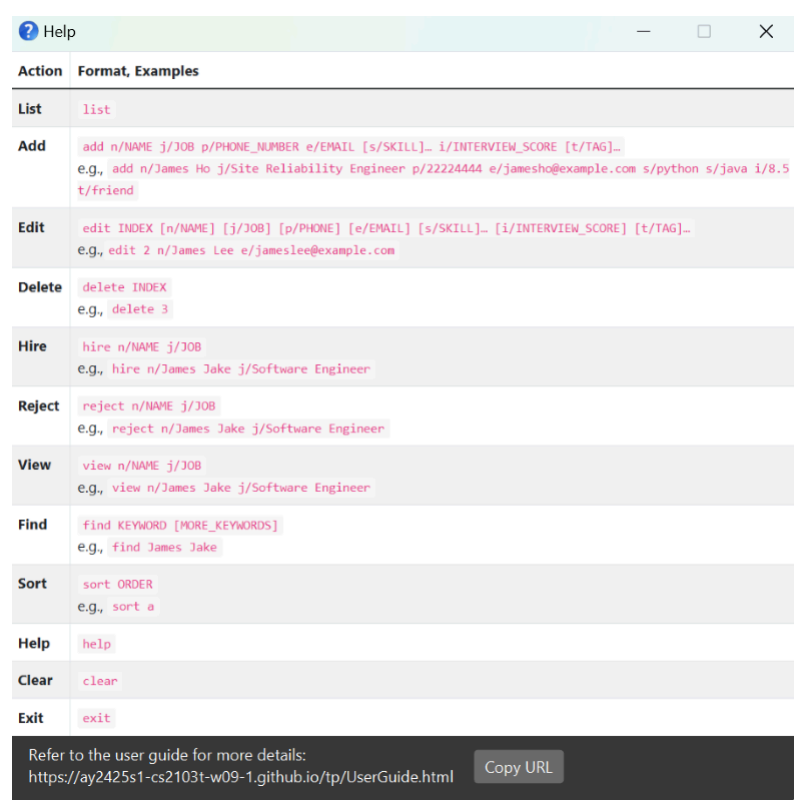 Help
Action Format, Examples
List list
Add add n/NAME j/JOB p/PHONE_NUMBER e/EMAIL [s/SKILL]… i/INTERVIEW_SCORE [t/TAG]…
e.g., add n/James Ho j/Site Reliability Engineer p/22224444 e/jamesho@example.com s/python s/java i/8.5
t/friend
Edit edit INDEX [n/NAME] [j/JOB] [p/PHONE] [e/EMAIL] [s/SKILL]… [i/INTERVIEW_SCORE] [t/TAG]…
e.g., edit 2 n/James Lee e/jameslee@example.com
Delete delete INDEX
e.g., delete 3
Hire hire n/NAME j/JOB
e.g., hire n/James Jake j/Software Engineer
Reject reject n/NAME j/JOB
e.g., reject n/James Jake j/Software Engineer
View view n/NAME j/JOB
e.g., view n/James Jake j/Software Engineer
Find find KEYWORD [MORE_KEYWORDS]
e.g., find James Jake
Sort sort ORDER
e.g., sort a
Help help
Clear clear
Exit exit
Refer to the user guide for more details:
https://ay2425s1-cs2103t-w09-1.github.io/tp/UserGuide.html
Copy URL